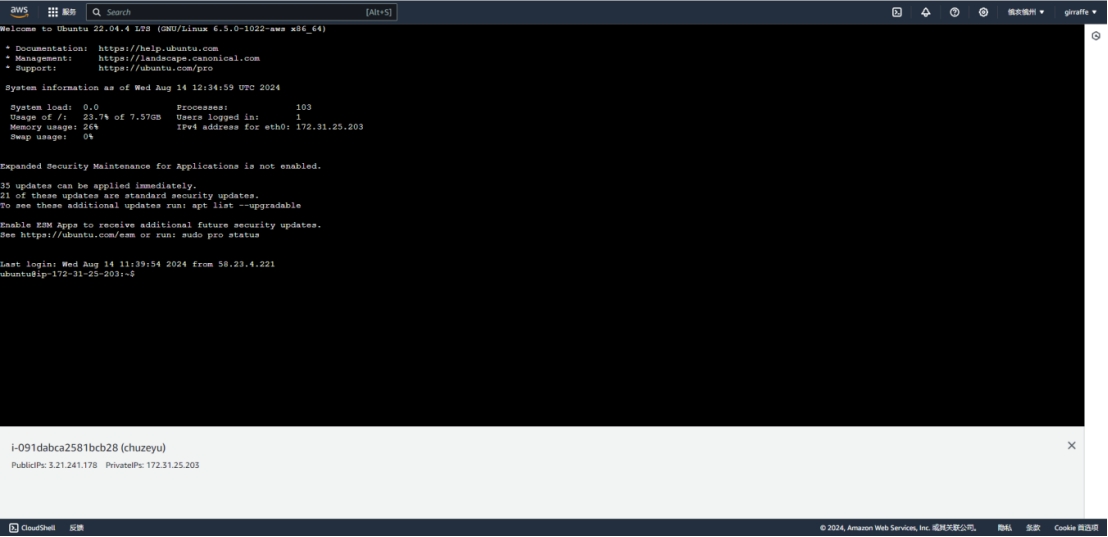 aws
服务
Search
[Alt+S]
俄亥俄州
girraffe
Welcome to Ubuntu 22.04.4 LTS (GNU/Linux 6.5.0-1022-aws x86_64)
* Documentation: https://help.ubuntu.com
* Management: https://landscape.canonical.com
* Support: https://ubuntu.com/pro
System information as of Wed Aug 14 12:34:59 UTC 2024
System load: 0.0 Processes: 103
Usage of /: 23.7% of 7.57GB Users logged in: 1
Memory usage: 26% IPv4 address for eth0: 172.31.25.203
Swap usage: 0%
Expanded Security Maintenance for Applications is not enabled.
35 updates can be applied immediately.
21 of these updates are standard security updates.
To see these additional updates run: apt list --upgradable
Enable ESM Apps to receive additional future security updates.
See https://ubuntu.com/esm or run: sudo pro status
Last login: Wed Aug 14 11:39:54 2024 from 58.23.4.221
ubuntu@ip-172-31-25-203:~$
i-091dabca2581bcb28 (chuzeyu)
PublicIPs: 3.21.241.178 PrivateIPs: 172.31.25.203
CloudShell 反馈 © 2024, Amazon Web Services, Inc. 或其关联公司。 隐私 条款 Cookie 首选项